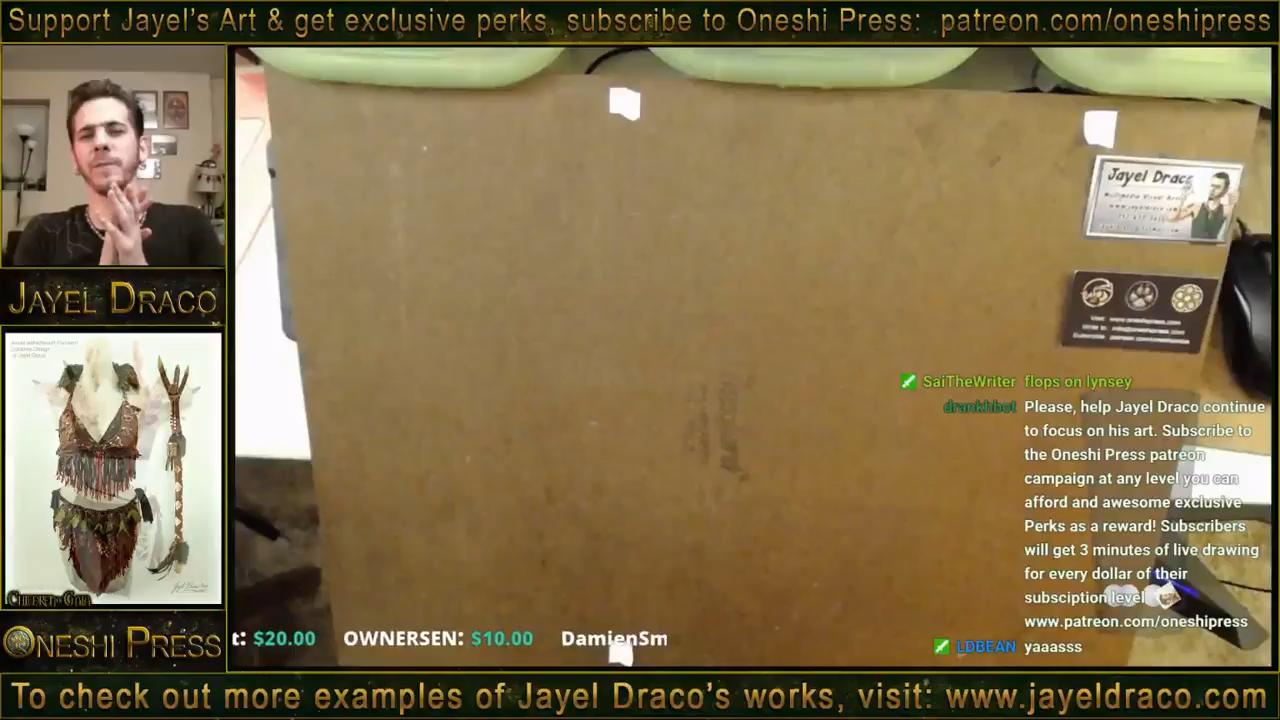 Support Jayel's Art & get exclusive perks, subscribe to Oneshi Press: patreon.com/oneshipress
Jayel Draco
Jayel Draco
SaiTheWriter flops on lynsey
drankhbot Please, help Jayel Draco continue
to focus on his art. Subscribe to
the Oneshi Press patreon
campaign at any level you can
afford and awesome exclusive
Perks as a reward! Subscribers
will get 3 minutes of live drawing
for every dollar of their
subsciption level.
www.patreon.com/oneshipress
LDBEAN yaaasss
Children of Gaia
Oneshi Press
t: $20.00 OWNERSEN: $10.00 DamienSm
To check out more examples of Jayel Draco's works, visit: www.jayeldraco.com